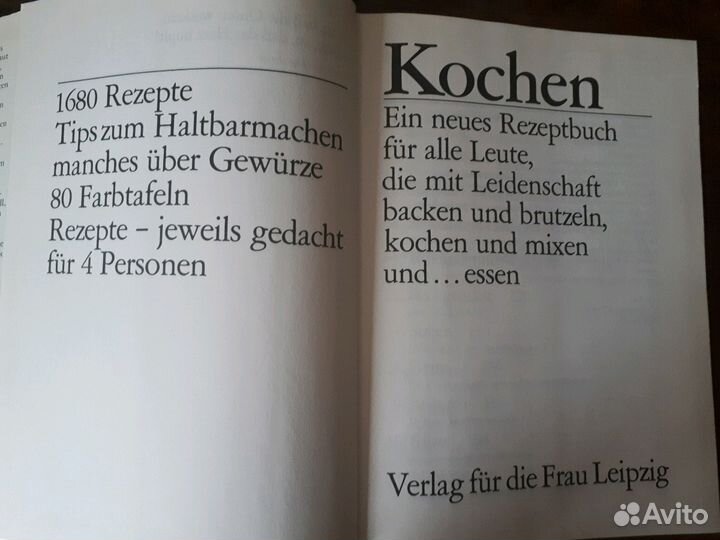 1680 Rezepte
Tips zum Haltbarmachen
manches über Gewürze
80 Farbtafeln
Rezepte – jeweils gedacht
für 4 Personen
Kochen
Ein neues Rezeptbuch
für alle Leute,
die mit Leidenschaft
backen und brutzeln,
kochen und mixen
und ... essen
Verlag für die Frau Leipzig
Avito